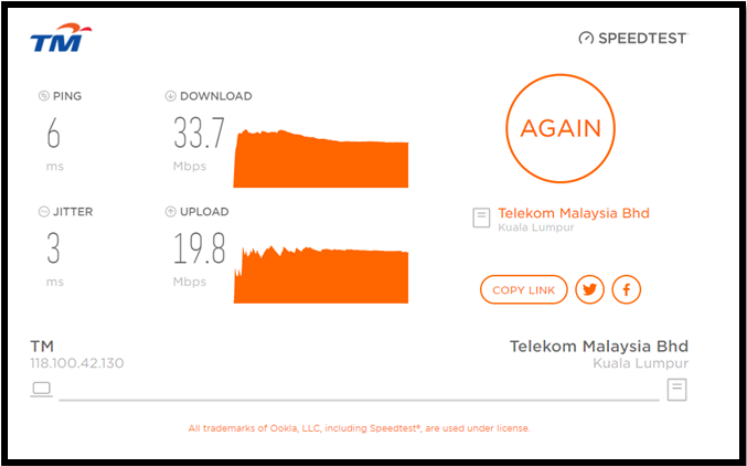 TM
SPEEDTEST
PING
6
ms
DOWNLOAD
33.7
Mbps
AGAIN
JITTER
3
ms
UPLOAD
19.8
Mbps
Telekom Malaysia Bhd
Kuala Lumpur
COPY LINK
TM
118.100.42.130
Telekom Malaysia Bhd
Kuala Lumpur
All trademarks of Ookla, LLC, including Speedtest®, are used under license.